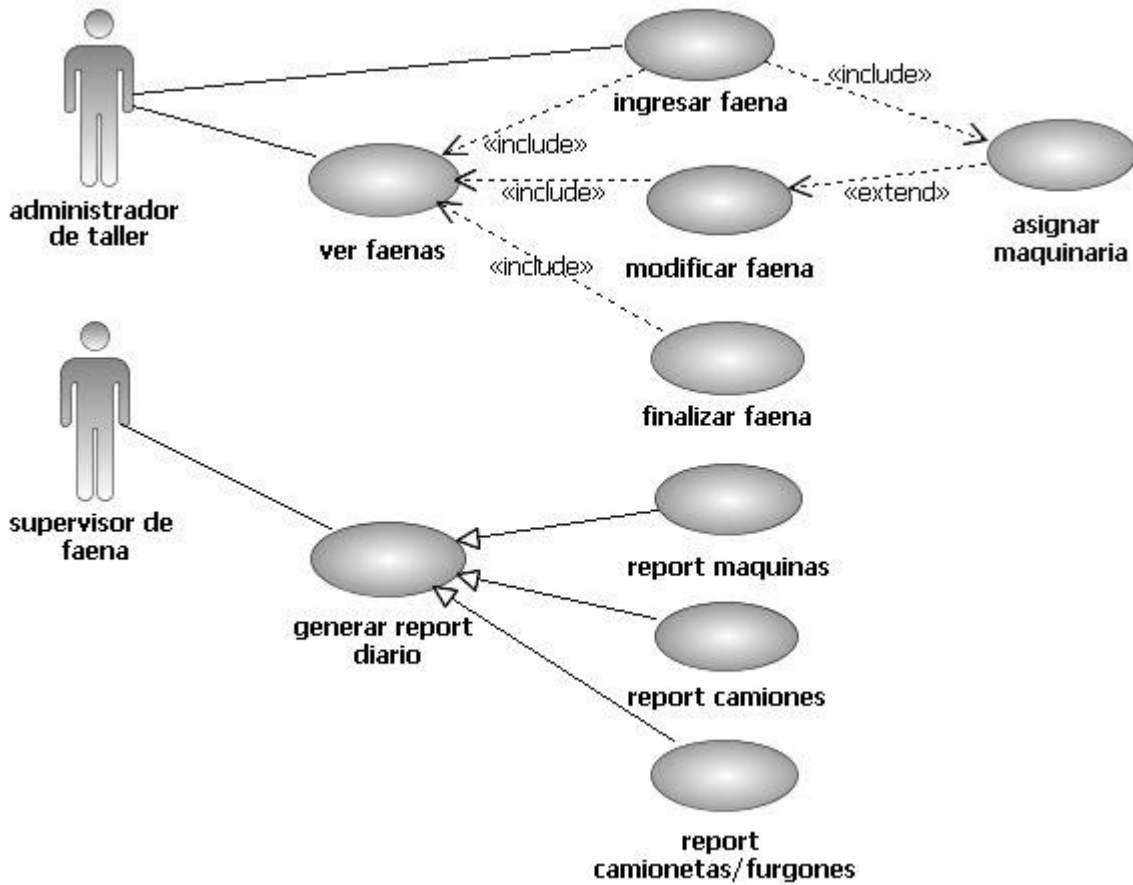 ingresar faena
«include»
«include»
«include»
«extend»
administrador
de taller
ver faenas
modificar faena
asignar
maquinaria
«include»
finalizar faena
supervisor de
faena
report maquinas
generar report
diario
report camiones
report
camionetas/furgones